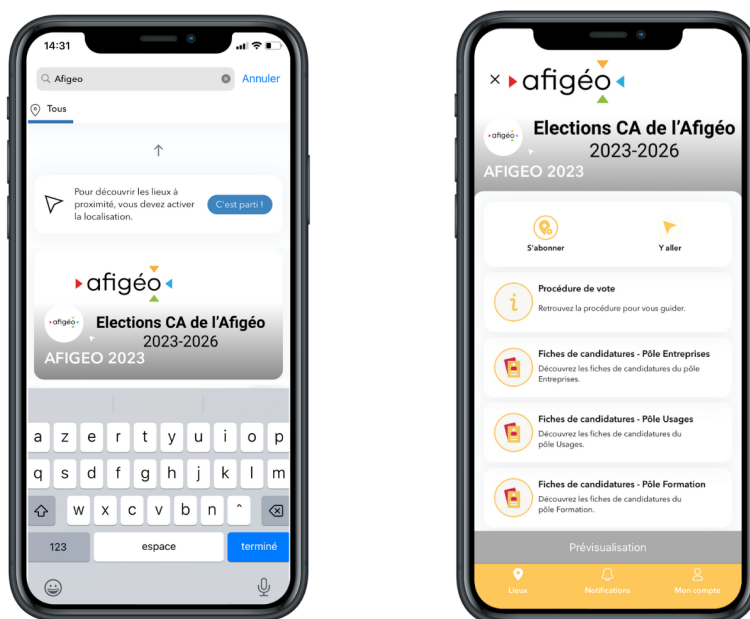 14:31
Afigeo
Annuler
Tous
Pour découvrir les lieux à
proximité, vous devez activer
la localisation.
C'est parti !
afigéo
afigéo
Elections CA de l'Afigéo
2023-2026
AFIGEO 2023
a z e r t y u i o p
q s d f g h j k l m
w x c v b n ^
123 espace terminé
afigéo
afigéo
Elections CA de l'Afigéo
2023-2026
AFIGEO 2023
S'abonner
Y aller
Procédure de vote
Retrouvez la procédure pour vous guider.
Fiches de candidatures - Pôle Entreprises
Découvrez les fiches de candidatures du pôle
Entreprises.
Fiches de candidatures - Pôle Usages
Découvrez les fiches de candidatures du
pôle Usages.
Fiches de candidatures - Pôle Formation
Découvrez les fiches de candidatures du
pôle Formation.
Prévisualisation
Lieux Notifications Mon compte